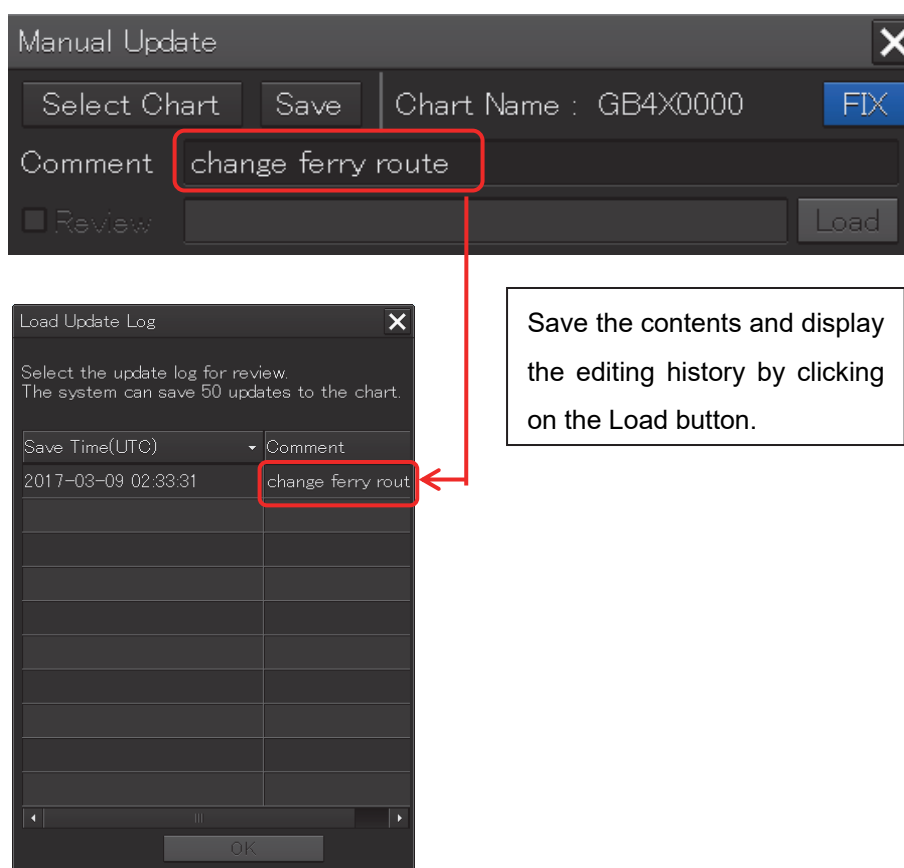 Manual Update
Select Chart Save Chart Name : GB4X0000 FIX
Comment change ferry route
Review Load
Load Update Log
Select the update log for review.
The system can save 50 updates to the chart.
Save Time(UTC) Comment
2017-03-09 02:33:31 change ferry rout
OK
Save the contents and display
the editing history by clicking
on the Load button.